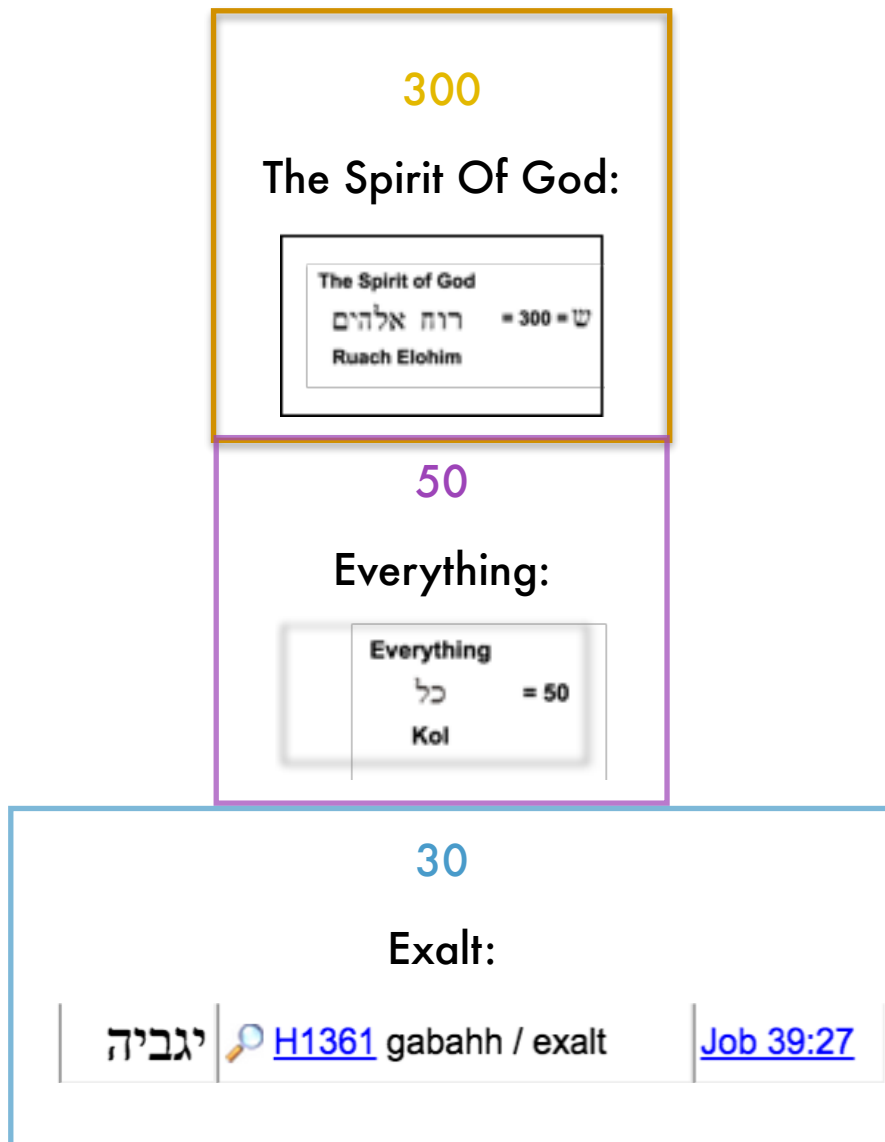 300
The Spirit Of God:
The Spirit of God
רוח אלהים = 300 = ש
Ruach Elohim
50
Everything:
Everything
כל = 50
Kol
30
Exalt:
יגביה H1361 gabahh / exalt Job 39:27